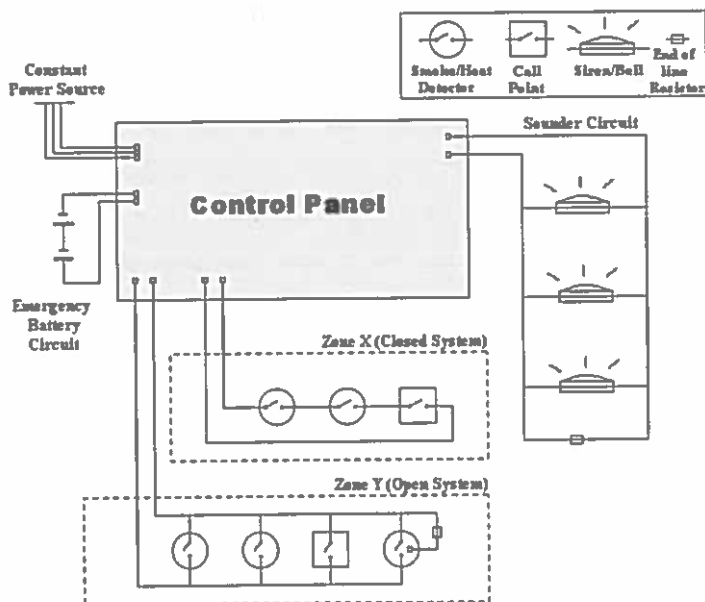 Smoke/Heat
Detector
Call
Point
Siren/Bell
End of
line
Resistor
Constant
Power Source
Sounder Circuit
Control Panel
Emergency
Battery
Circuit
Zone X (Closed System)
Zone Y (Open System)